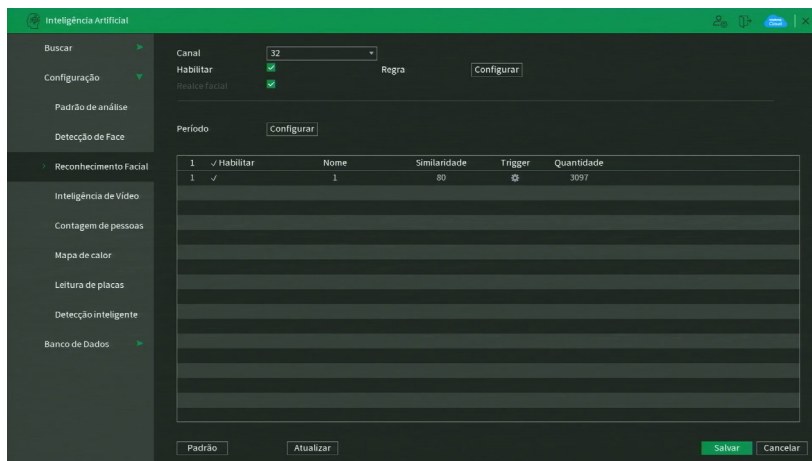 Inteligência Artificial
Buscar
Configuração
Padrão de análise
Detecção de Face
Reconhecimento Facial
Inteligência de Vídeo
Contagem de pessoas
Mapa de calor
Leitura de placas
Detecção inteligente
Banco de Dados
Canal 32
Habilitar Regra Configurar
Realce facial
Período Configurar
1 Habilitar Nome Similaridade Trigger Quantidade
1 1 80 3097
Padrão Atualizar Salvar Cancelar